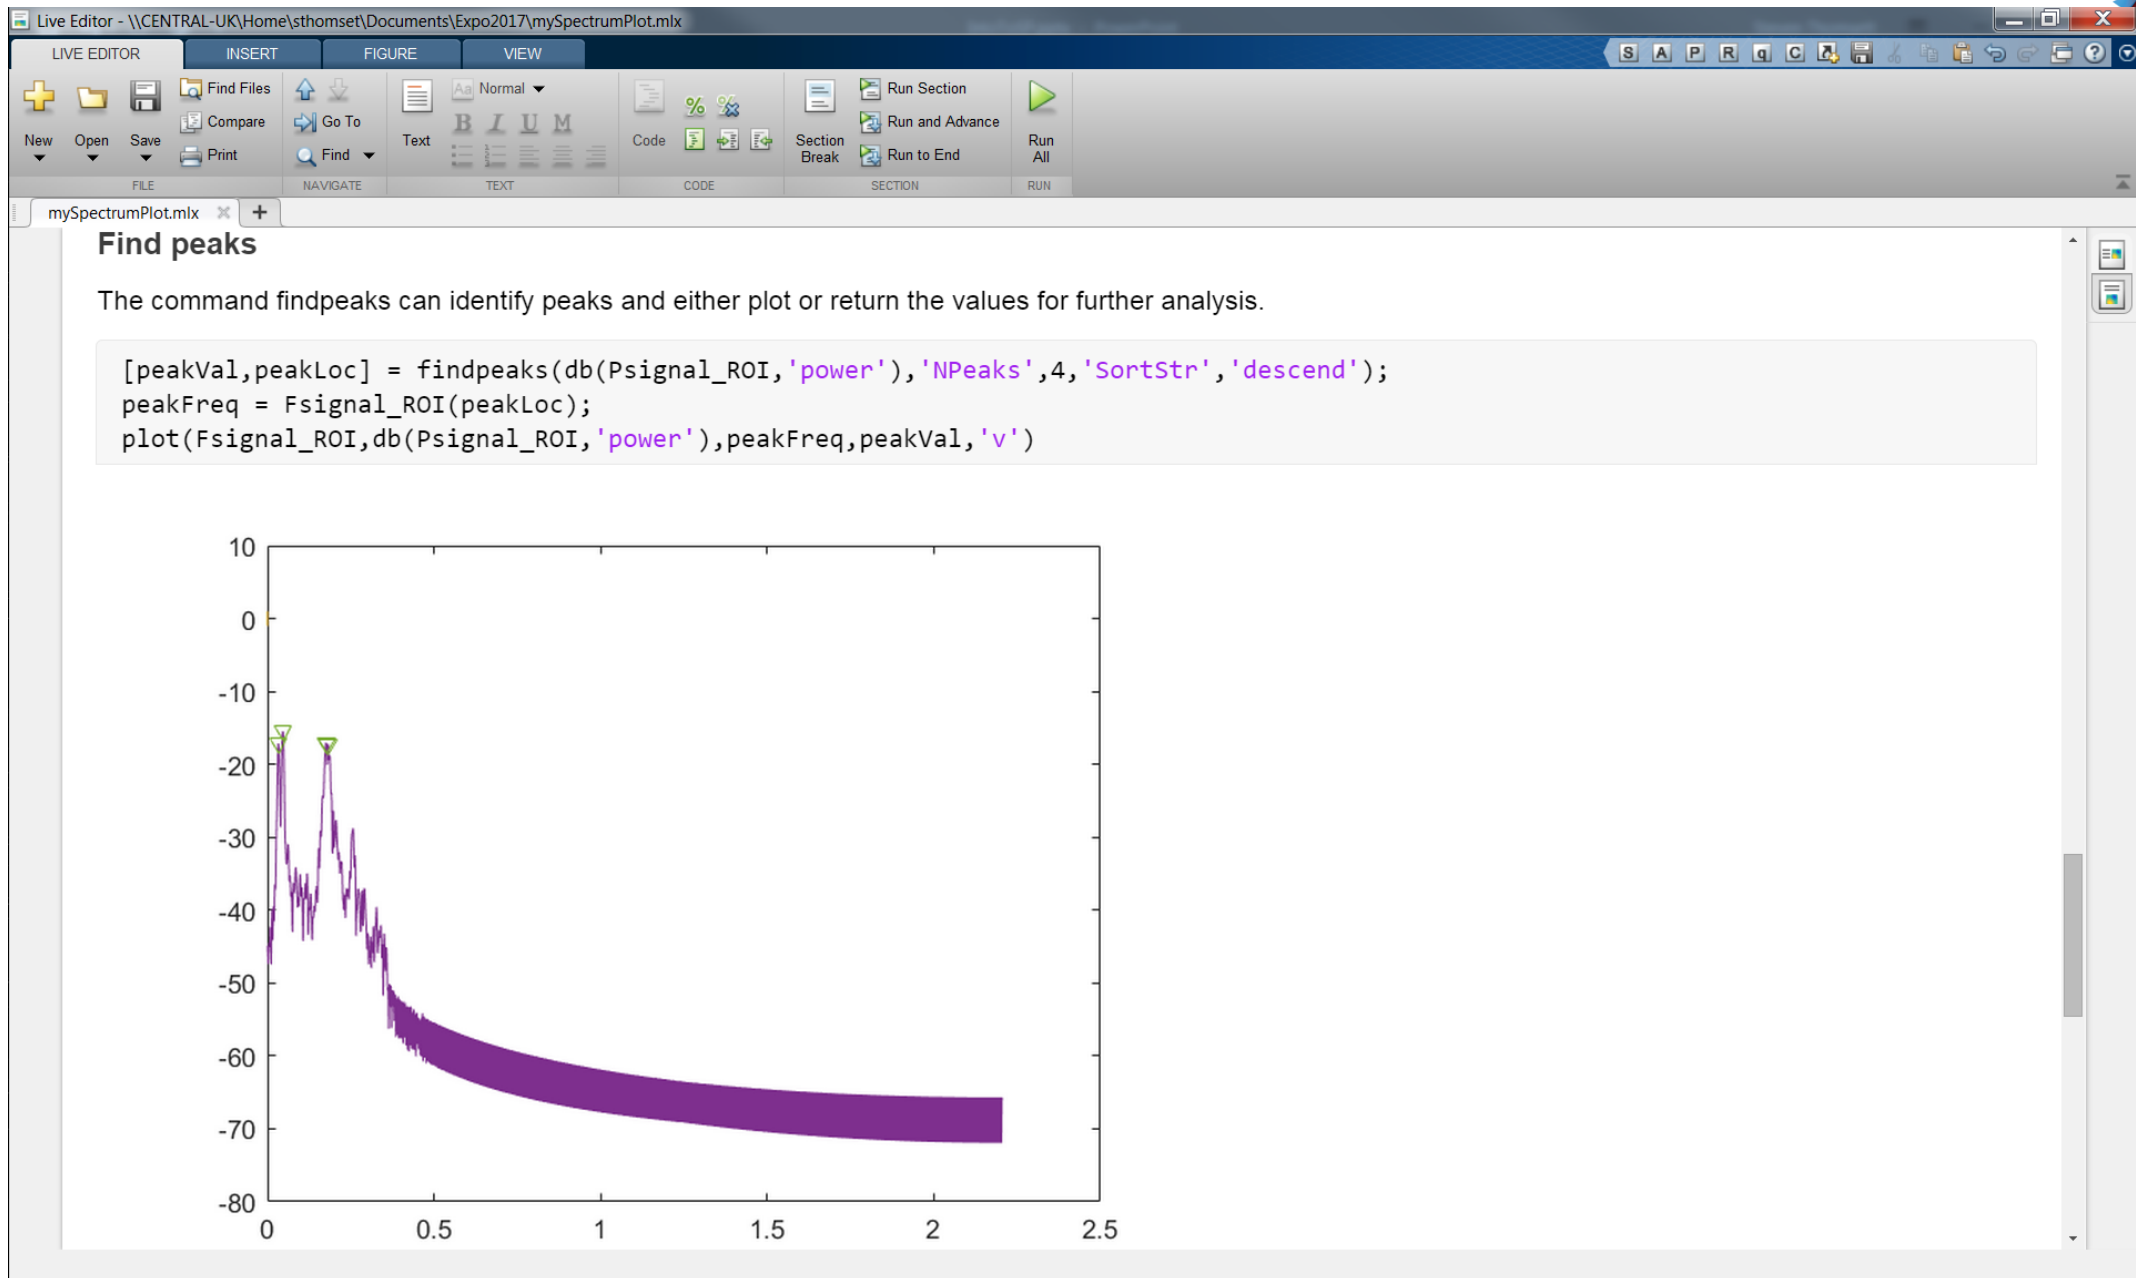 Live Editor - \\CENTRAL-UK\Home\sthomset\Documents\Expo2017\mySpectrumPlot.mlx
LIVE EDITOR INSERT FIGURE VIEW
S A P R q C
New
Open
Save
Find Files
Compare
Print
FILE
Go To
Find
NAVIGATE
Text
Aa Normal
B I U M
TEXT
Code
CODE
Section
Break
Run Section
Run and Advance
Run to End
SECTION
Run
All
RUN
mySpectrumPlot.mlx
Find peaks
The command findpeaks can identify peaks and either plot or return the values for further analysis.
[peakVal,peakLoc] = findpeaks(db(Psignal_ROI,'power'),'NPeaks',4,'SortStr','descend');
peakFreq = Fsignal_ROI(peakLoc);
plot(Fsignal_ROI,db(Psignal_ROI,'power'),peakFreq,peakVal,'v')
10
0
-10
-20
-30
-40
-50
-60
-70
-80
0 0.5 1 1.5 2 2.5